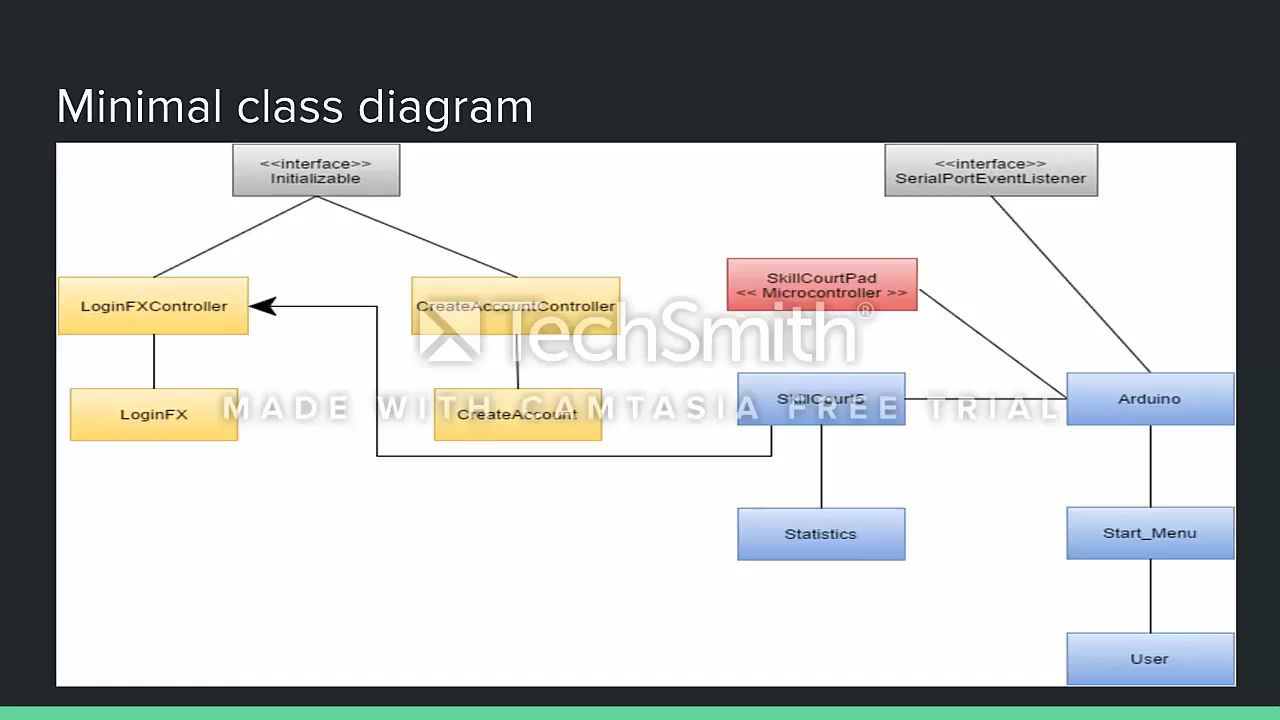 Minimal class diagram
<<interface>>
Initializable
<<interface>>
SerialPortEventListener
SkillCourtPad
<< Microcontroller >>
LoginFXController
CreateAccountController
TechSmith®
SkillCourt5
Arduino
LoginFX
CreateAccount
MADE WITH CAMTASIA FREE TRIAL
Statistics
Start_Menu
User